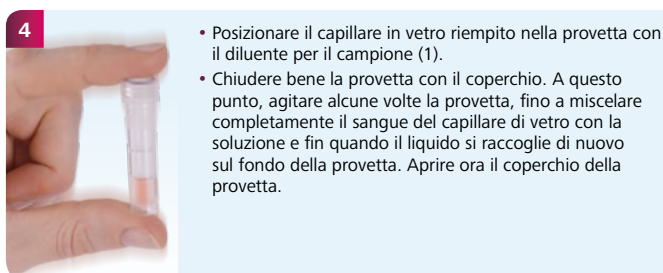 4
• Posizionare il capillare in vetro riempito nella provetta con
il diluente per il campione (1).
• Chiudere bene la provetta con il coperchio. A questo
punto, agitare alcune volte la provetta, fino a miscelare
completamente il sangue del capillare di vetro con la
soluzione e fin quando il liquido si raccoglie di nuovo
sul fondo della provetta. Aprire ora il coperchio della
provetta.